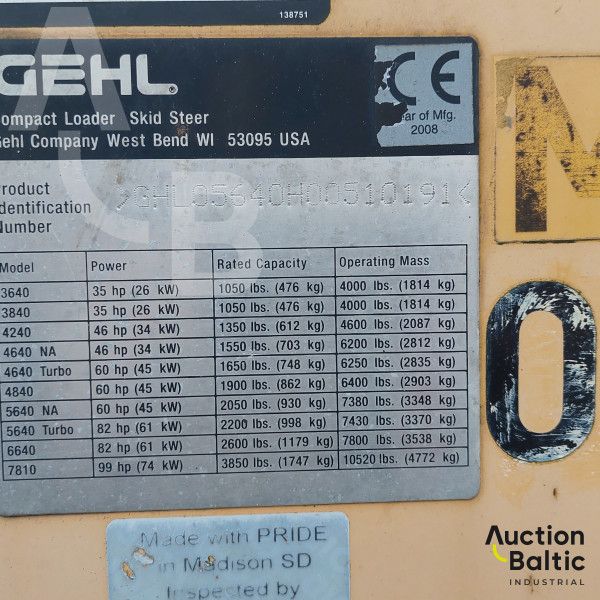 138751
GEHL®
ompact Loader Skid Steer
Gehl Company West Bend WI 53095 USA
CE
ear of Mfg.
2008
Product
Identification
Number
>GHL05640H00510191<
Model Power Rated Capacity Operating Mass
3640 35 hp (26 kW) 1050 lbs. (476 kg) 4000 lbs. (1814 kg)
3840 35 hp (26 kW) 1050 lbs. (476 kg) 4000 lbs. (1814 kg)
4240 46 hp (34 kW) 1350 lbs. (612 kg) 4600 lbs. (2087 kg)
4640 NA 46 hp (34 kW) 1550 lbs. (703 kg) 6200 lbs. (2812 kg)
4640 Turbo 60 hp (45 kW) 1650 lbs. (748 kg) 6250 lbs. (2835 kg)
4840 60 hp (45 kW) 1900 lbs. (862 kg) 6400 lbs. (2903 kg)
5640 NA 60 hp (45 kW) 2050 lbs. (930 kg) 7380 lbs. (3348 kg)
5640 Turbo 82 hp (61 kW) 2200 lbs. (998 kg) 7430 lbs. (3370 kg)
6640 82 hp (61 kW) 2600 lbs. (1179 kg) 7800 lbs. (3538 kg)
7810 99 hp (74 kW) 3850 lbs. (1747 kg) 10520 lbs. (4772 kg)
Made with PRIDE
in Madison SD
Inspected by
M
0
ACB
Auction
Baltic
INDUSTRIAL